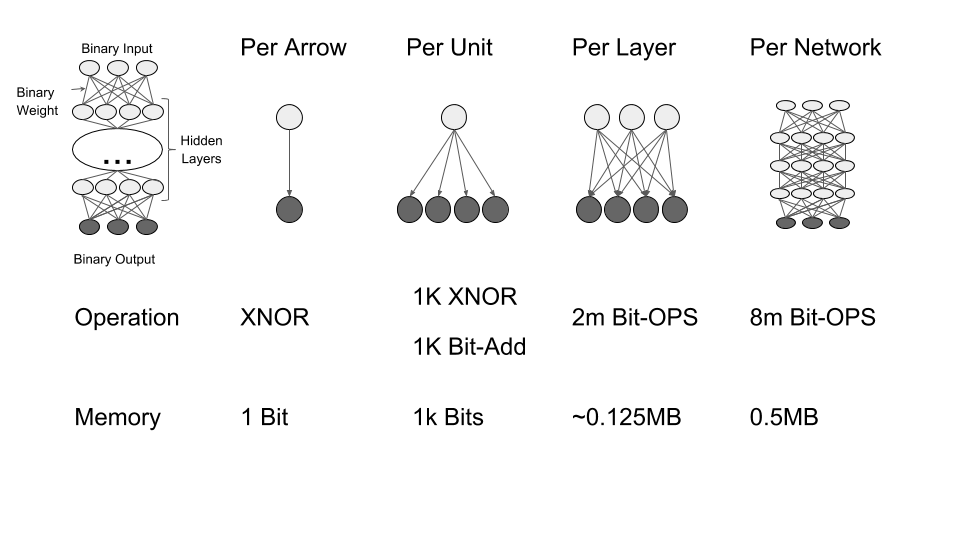 Binary Input
Binary
Weight
...
Hidden
Layers
Binary Output
Per Arrow
Per Unit
Per Layer
Per Network
Operation
XNOR
1K XNOR
1K Bit-Add
2m Bit-OPS
8m Bit-OPS
Memory
1 Bit
1k Bits
~0.125MB
0.5MB